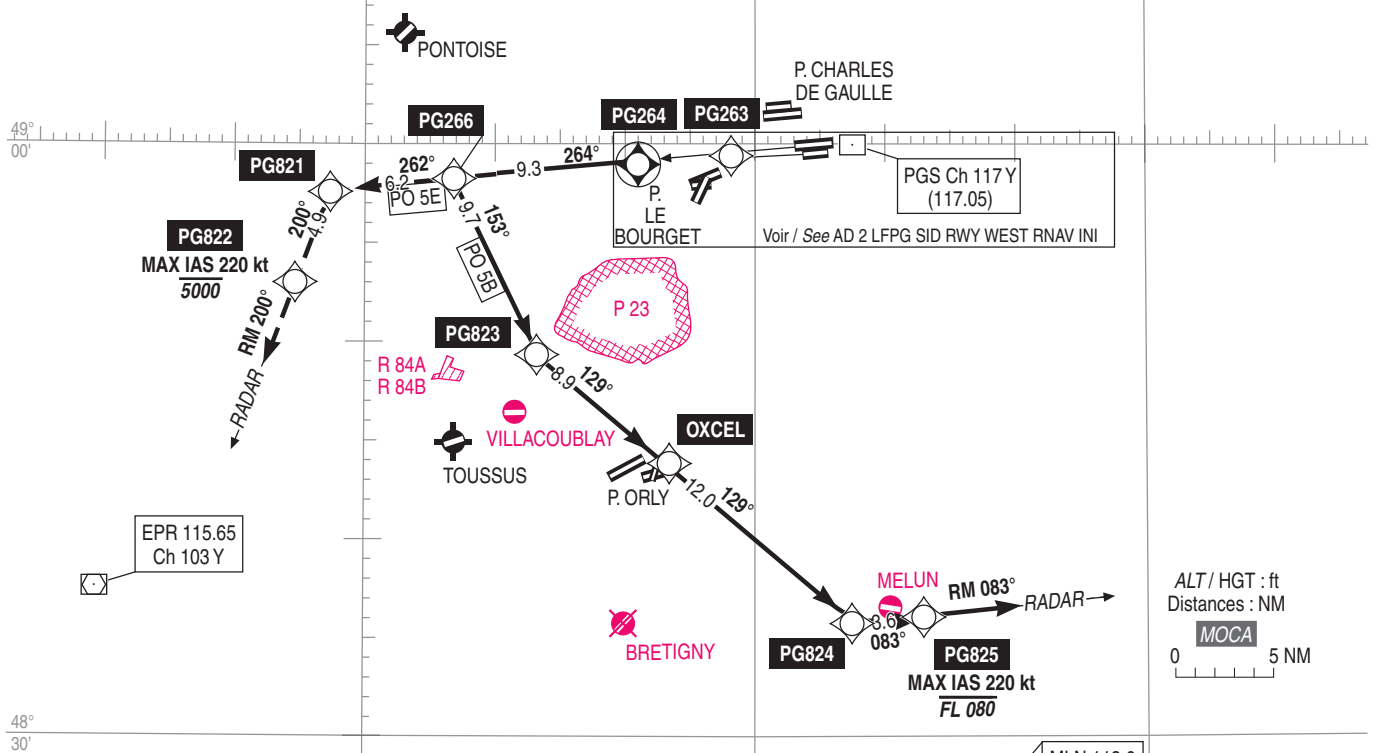 PONTOISE
P. CHARLES
DE GAULLE
PG266
PG264
PG263
49°
00'
PG821
262°
6.2
PO 5E
9.3
264°
P.
LE
BOURGET
PGS Ch 117 Y
(117.05)
Voir / See AD 2 LFPG SID RWY WEST RNAV INI
200°
4.9
PG822
MAX IAS 220 kt
5000
9.7
153°
PO 5B
RM 200°
RADAR
P 23
PG823
R 84A
R 84B
8.9
129°
VILLACOUBLAY
TOUSSUS
OXCEL
P. ORLY
12.0
129°
EPR 115.65
Ch 103 Y
MELUN
RM 083°
RADAR
3.6
083°
BRETIGNY
PG824
PG825
MAX IAS 220 kt
FL 080
ALT / HGT : ft
Distances : NM
MOCA
0 5 NM
48°
30'